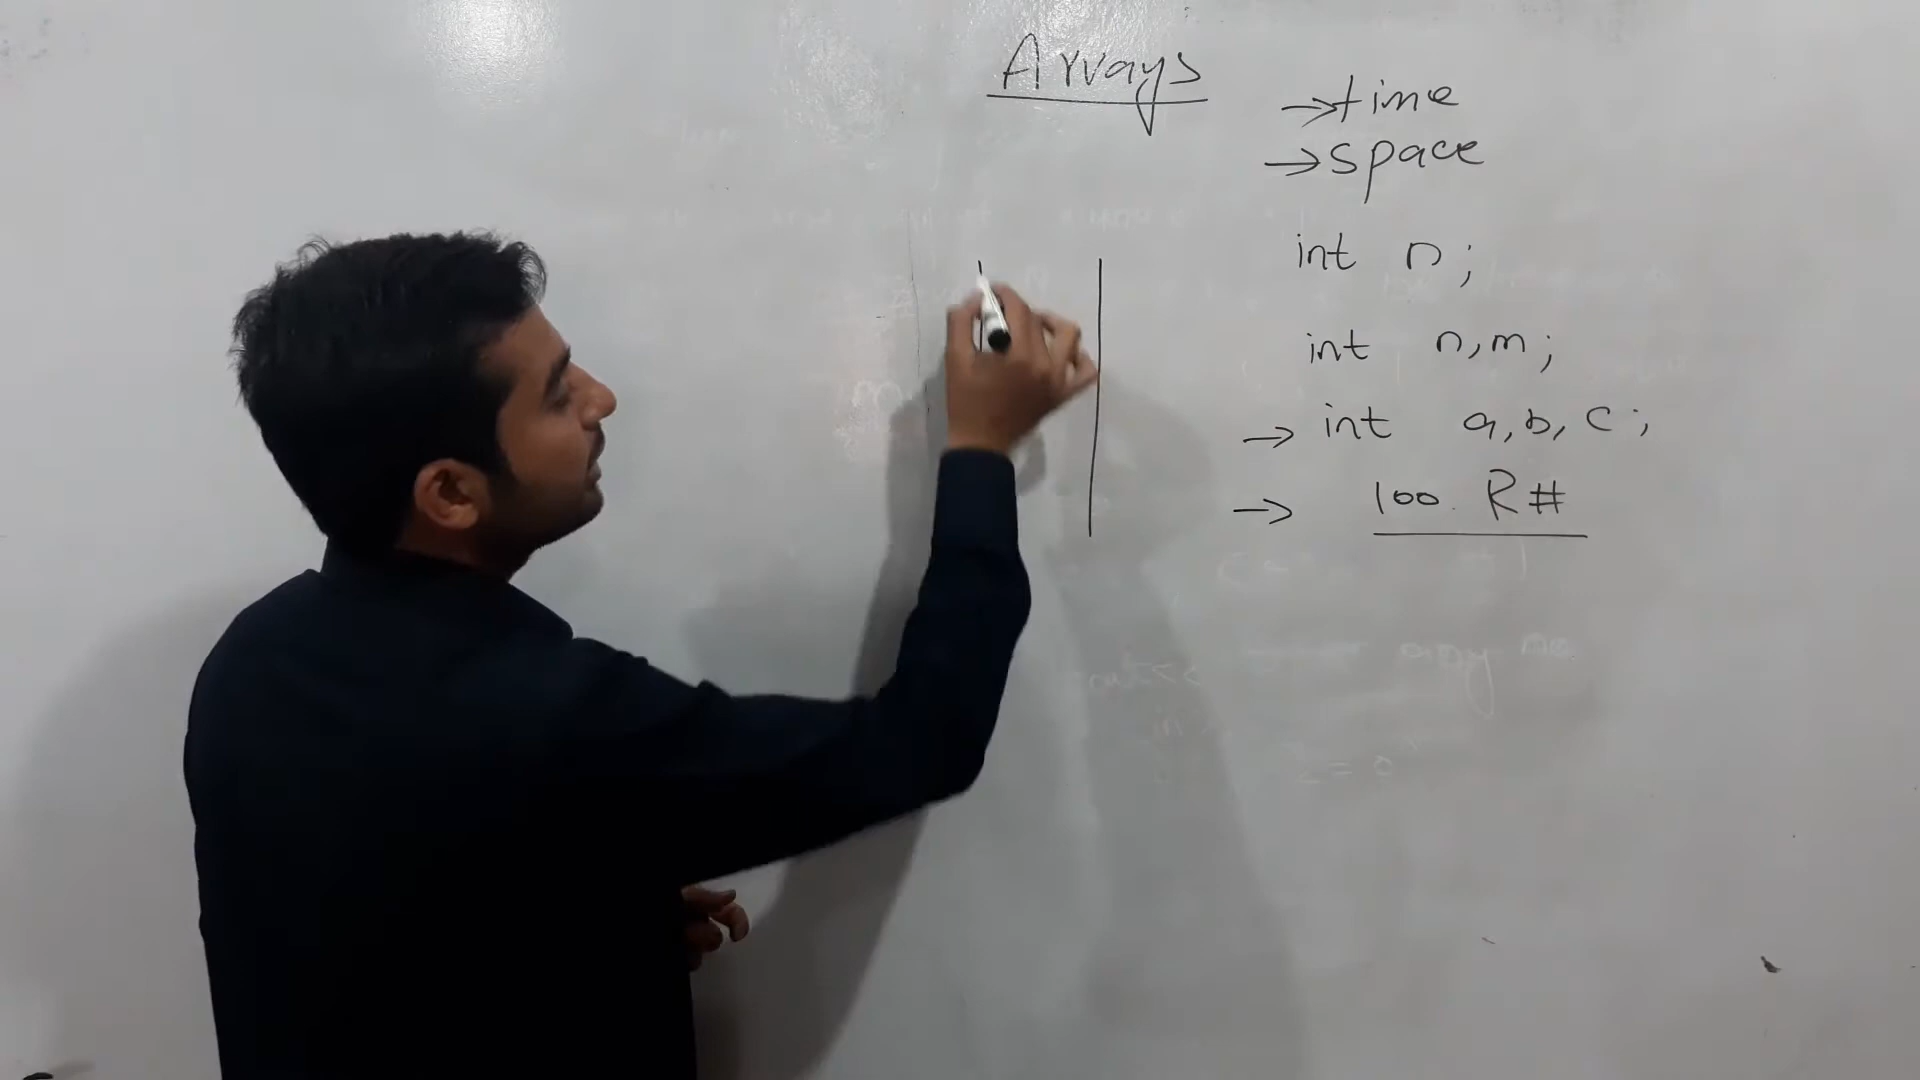 Arrays
→time
→space
int n;
int n,m;
→ int a,b,c;
→ 100 R#